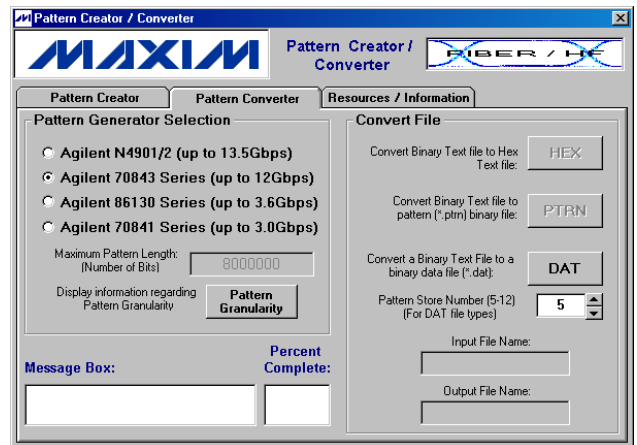 Pattern Creator / Converter
MAXIM
Pattern Creator /
Converter
FIBER / HF
Pattern Creator
Pattern Converter
Resources / Information
Pattern Generator
Selection
Agilent N4901/2 (up to 13.5Gbps)
Agilent 70843 Series (up to 12Gbps)
Agilent 86130 Series (up to 3.6Gbps)
Agilent 70841 Series (up to 3.0Gbps)
Maximum Pattern Length:
(Number of Bits)
8000000
Display information regarding
Pattern Granularity
Pattern
Granularity
Message Box:
Percent
Complete:
Convert File
Convert Binary Text file to Hex
Text file:
HEX
Convert Binary Text file to
pattern (*.ptrn) binary file:
PTRN
Convert a Binary Text File to a
binary data file (*.dat):
DAT
Pattern Store Number (5-12)
(For DAT file types)
5
Input File Name:
Output File Name: